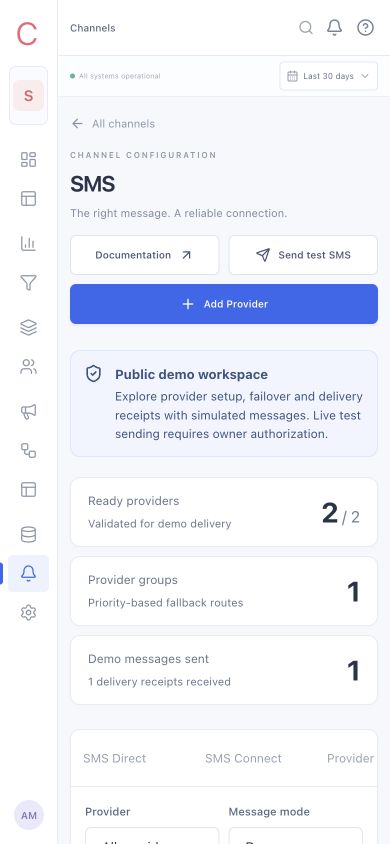 C
Channels
S
All systems operational
Last 30 days
All channels
CHANNEL CONFIGURATION
SMS
The right message. A reliable connection.
Documentation
Send test SMS
Add Provider
Public demo workspace
Explore provider setup, failover and delivery
receipts with simulated messages. Live test
sending requires owner authorization.
Ready providers
Validated for demo delivery
2 / 2
Provider groups
Priority-based fallback routes
1
Demo messages sent
1 delivery receipts received
1
SMS Direct
SMS Connect
Provider
Provider
Message mode
AM